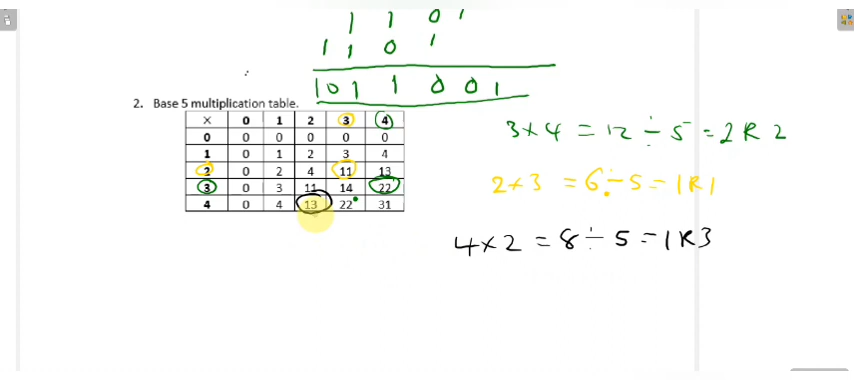 1 1 0 1
1 1 0 1
1 0 1 1 1 0 0 1
2. Base 5 multiplication table.
× 0 1 2 3 4
0 0 0 0 0 0
1 0 1 2 3 4
2 0 2 4 11 13
3 0 3 11 14 22
4 0 4 13 22 31
3 × 4 = 12 ÷ 5 = 2 R 2
2 × 3 = 6 ÷ 5 = 1 R 1
4 × 2 = 8 ÷ 5 = 1 R 3